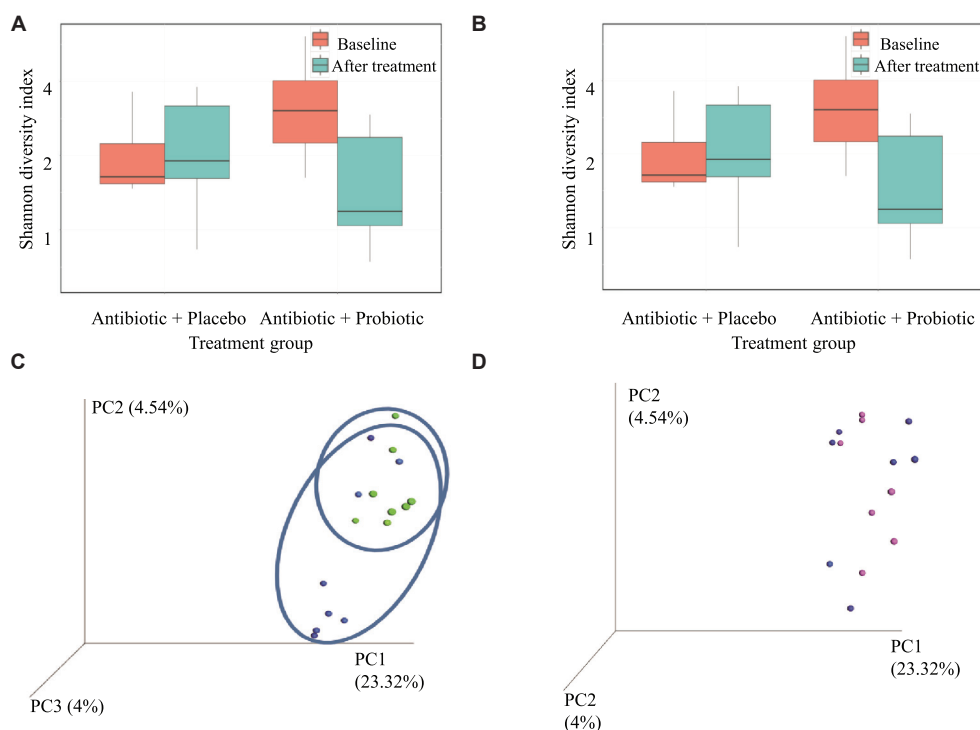 A
Shannon diversity index
4
2
1
Baseline
After treatment
Antibiotic + Placebo
Antibiotic + Probiotic
Treatment group
B
Shannon diversity index
4
2
1
Baseline
After treatment
Antibiotic + Placebo
Antibiotic + Probiotic
Treatment group
C
PC2 (4.54%)
PC1
(23.32%)
PC3 (4%)
D
PC2
(4.54%)
PC1
(23.32%)
PC2
(4%)